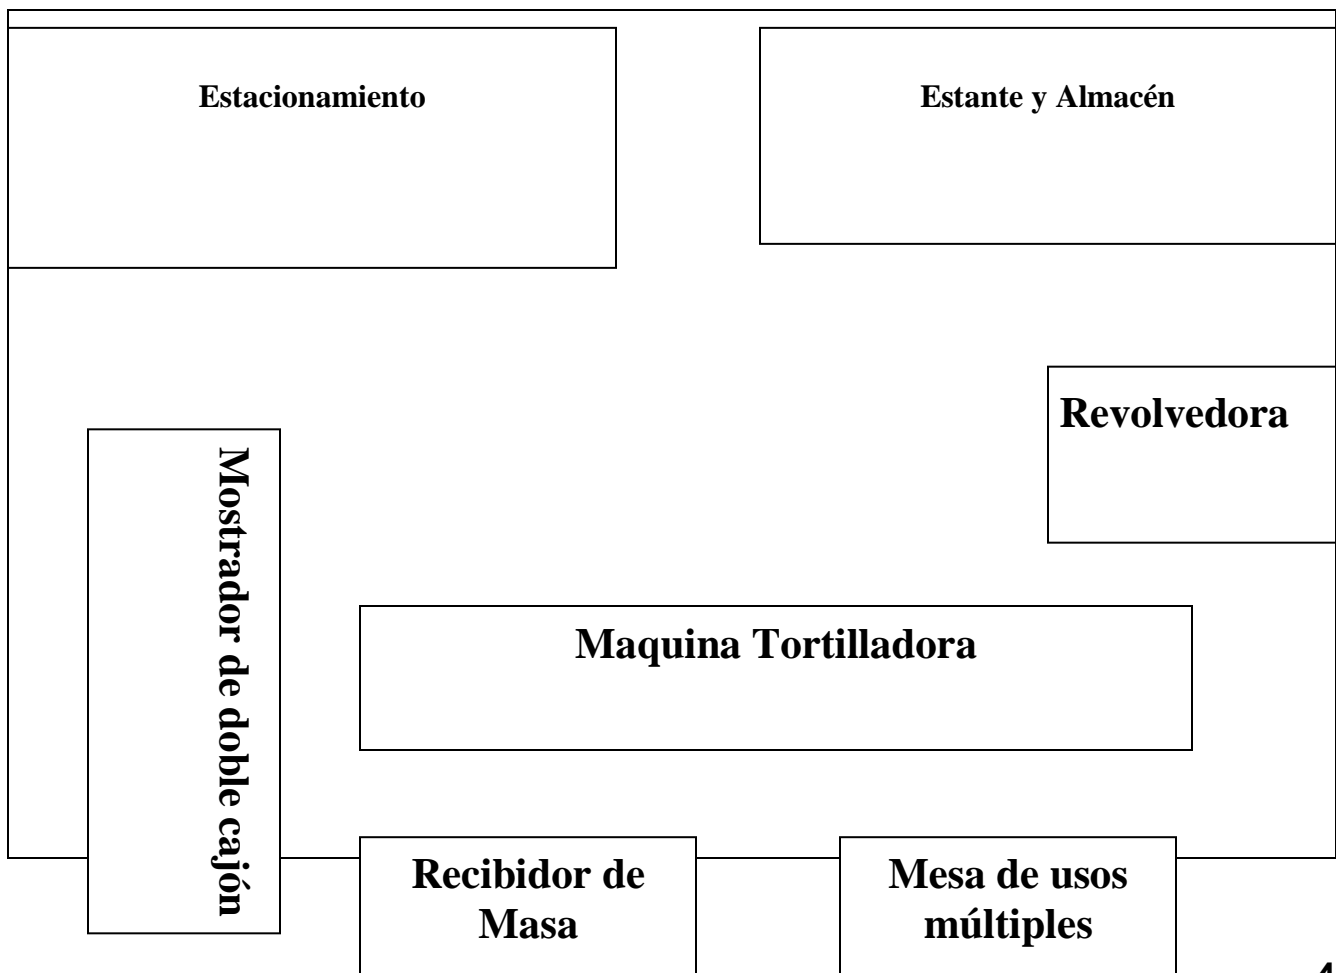 Estacionamiento
Estante y Almacén
Revolvedora
Mostrador de doble cajón
Maquina Tortilladora
Recibidor de
Masa
Mesa de usos
múltiples